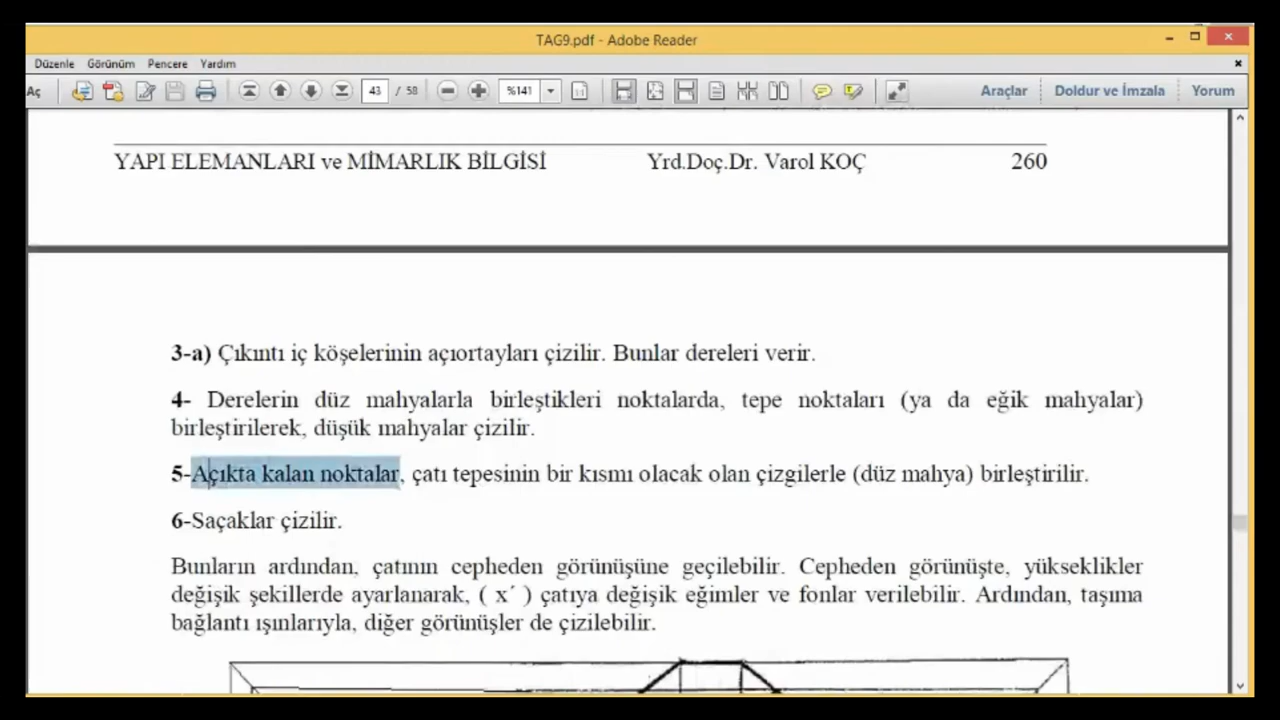 TAG9.pdf - Adobe Reader
Düzenle Görünüm Pencere Yardım
Aç 43 / 58 %141 Araçlar Doldur ve İmzala Yorum
YAPI ELEMANLARI ve MİMARLIK BİLGİSİ Yrd.Doç.Dr. Varol KOÇ 260
3-a) Çıkıntı iç köşelerinin açıortayları çizilir. Bunlar dereleri verir.
4- Derelerin düz mahyalarla birleştikleri noktalarda, tepe noktaları (ya da eğik mahyalar)
birleştirilerek, düşük mahyalar çizilir.
5-Açıkta kalan noktalar, çatı tepesinin bir kısmı olacak olan çizgilerle (düz mahya) birleştirilir.
6-Saçaklar çizilir.
Bunların ardından, çatının cepheden görünüşüne geçilebilir. Cepheden görünüşte, yükseklikler
değişik şekillerde ayarlanarak, ( x´ ) çatıya değişik eğimler ve fonlar verilebilir. Ardından, taşıma
bağlantı ışınlarıyla, diğer görünüşler de çizilebilir.